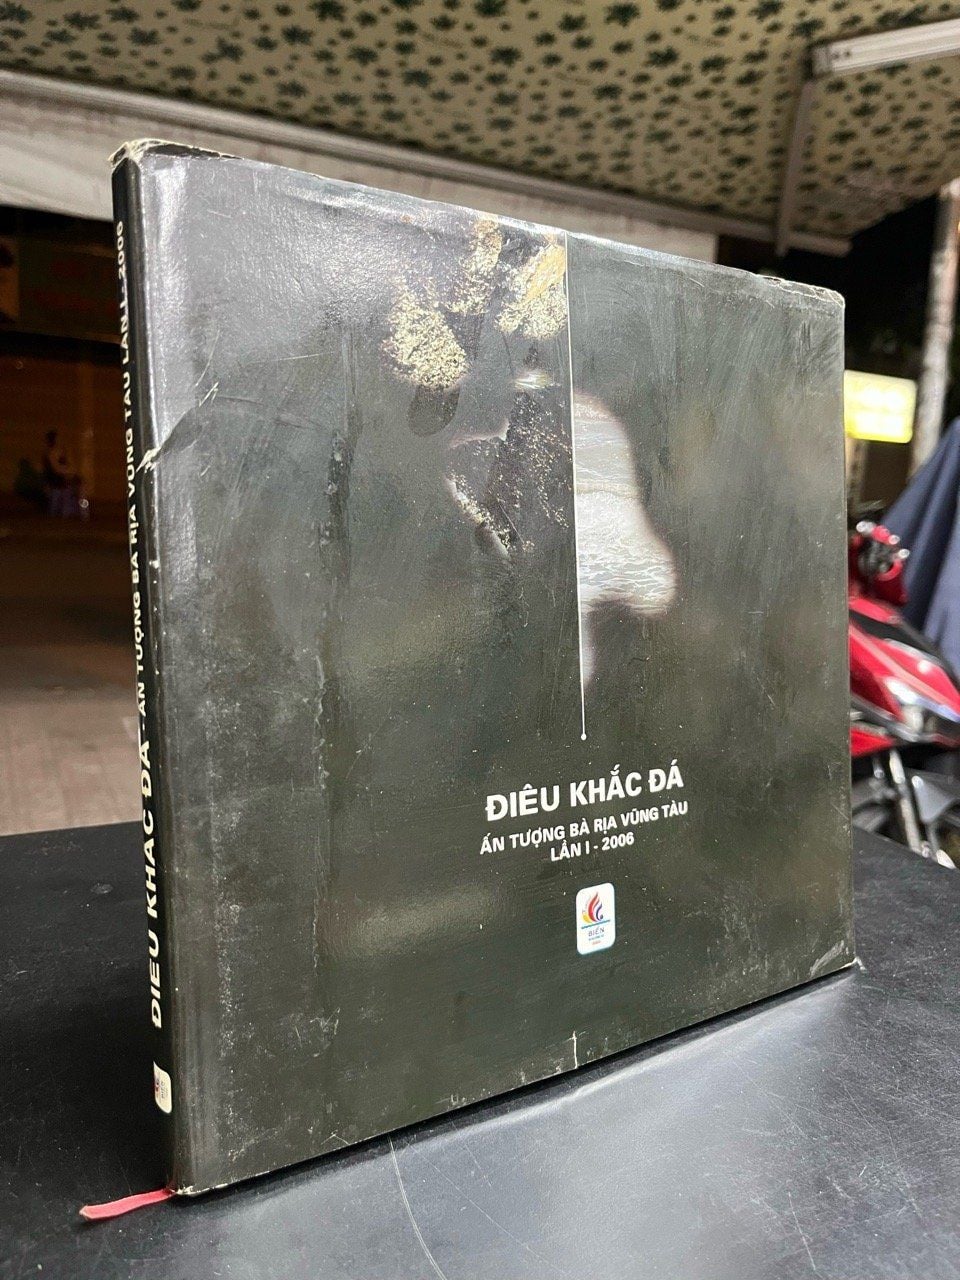 ĐIÊU KHẮC ĐÁ - ẤN TƯỢNG BÀ RỊA VŨNG TÀU LẦN I - 2006
ĐIÊU KHẮC ĐÁ
ẤN TƯỢNG BÀ RỊA VŨNG TÀU
LẦN I - 2006
BIỂN